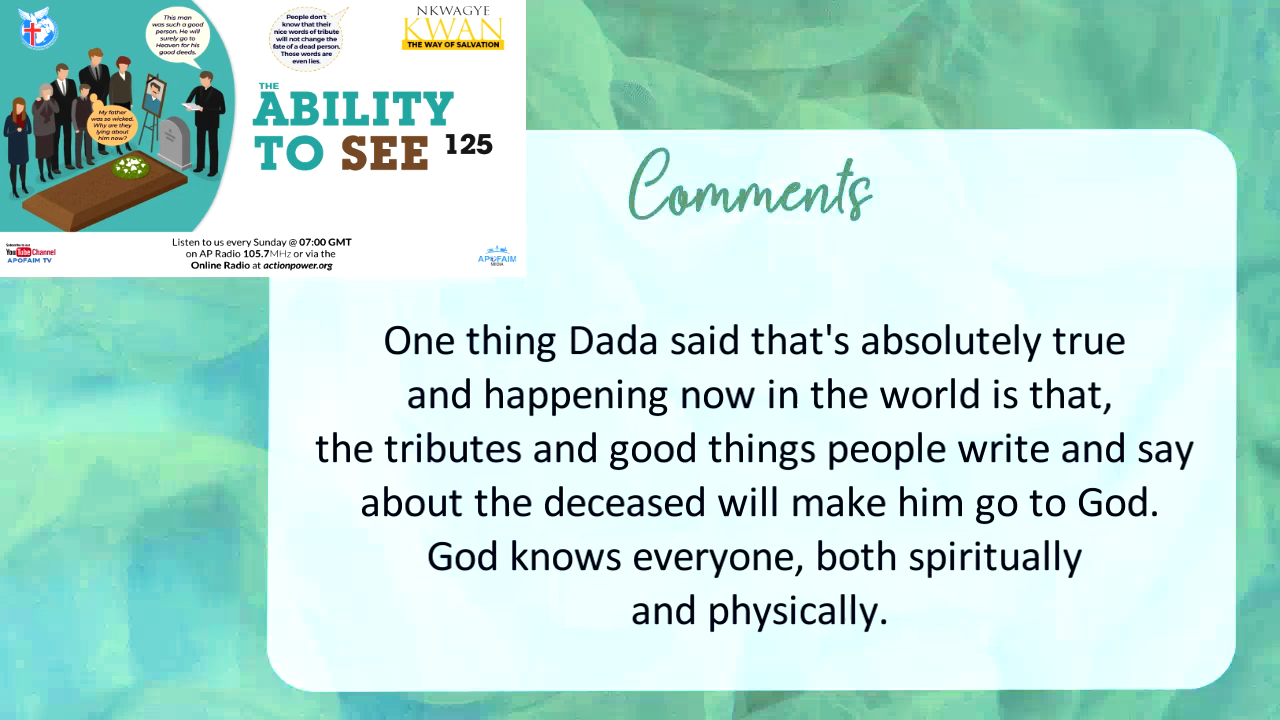 This man
was such a good
person. He will
surely go to
Heaven for his
good deeds.
People don't
know that their
nice words of tribute
will not change the
fate of a dead person.
Those words are
even lies.
NKWAGYE
KWAN
THE WAY OF SALVATION
My father
was so wicked.
Why are they
lying about
him now?
THE
ABILITY
TO SEE 125
Subscribe to our
YouTube Channel
APOFAIM TV
Listen to us every Sunday @ 07:00 GMT
on AP Radio 105.7MHz or via the
Online Radio at actionpower.org
APOFAIM
MEDIA
Comments
One thing Dada said that's absolutely true
and happening now in the world is that,
the tributes and good things people write and say
about the deceased will make him go to God.
God knows everyone, both spiritually
and physically.